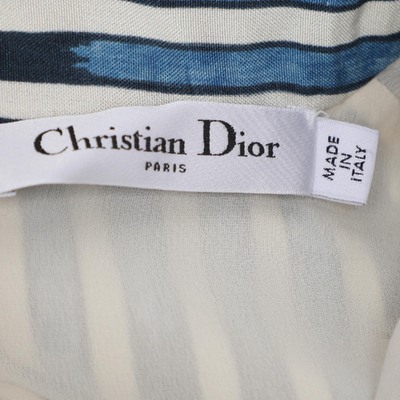 Christian Dior
PARIS
MADE
IN
ITALY